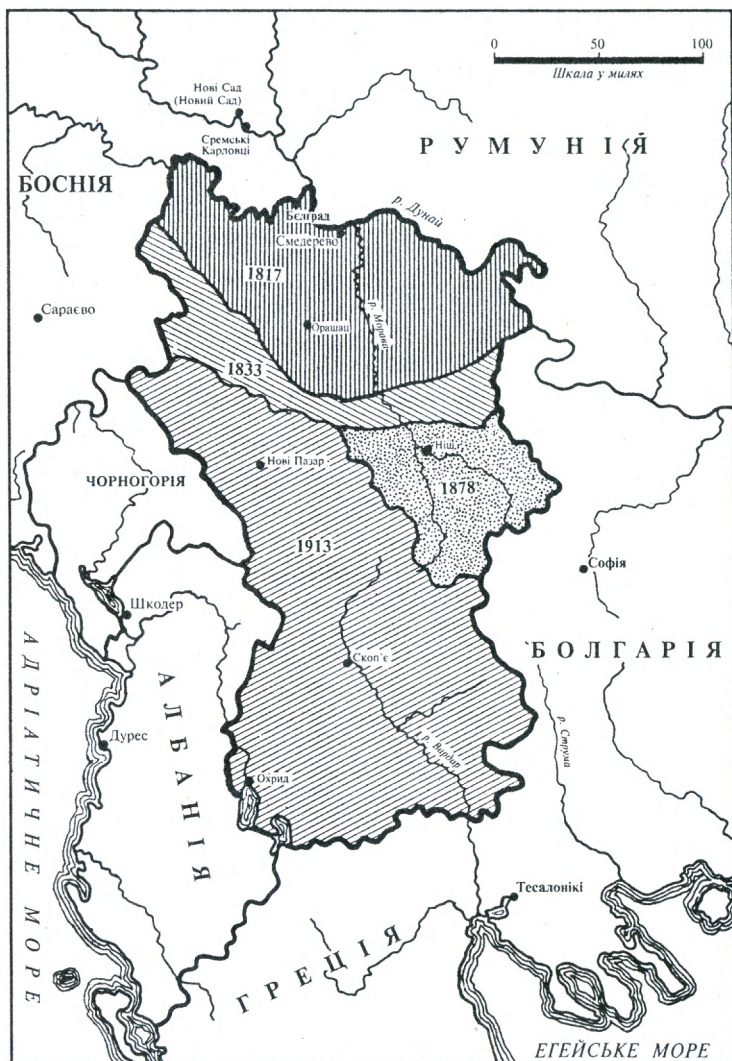 0 50 100
Шкала у милях
Нові Сад
(Новий Сад)
Сремські
Карловці
РУМУНІЯ
БОСНІЯ
р. Дунай
Бєлград
Смедерево
1817
р. Морава
Сараєво
Орашац
1833
Ніш
Нові Пазар
ЧОРНОГОРІЯ
1878
1913
Софія
Шкодер
БОЛГАРІЯ
Скоп'є
АДРІАТИЧНЕ МОРЕ
АЛБАНІЯ
р. Струма
Дурес
р. Вардар
Охрид
Тесалонікі
ГРЕЦІЯ
ЕГЕЙСЬКЕ МОРЕ